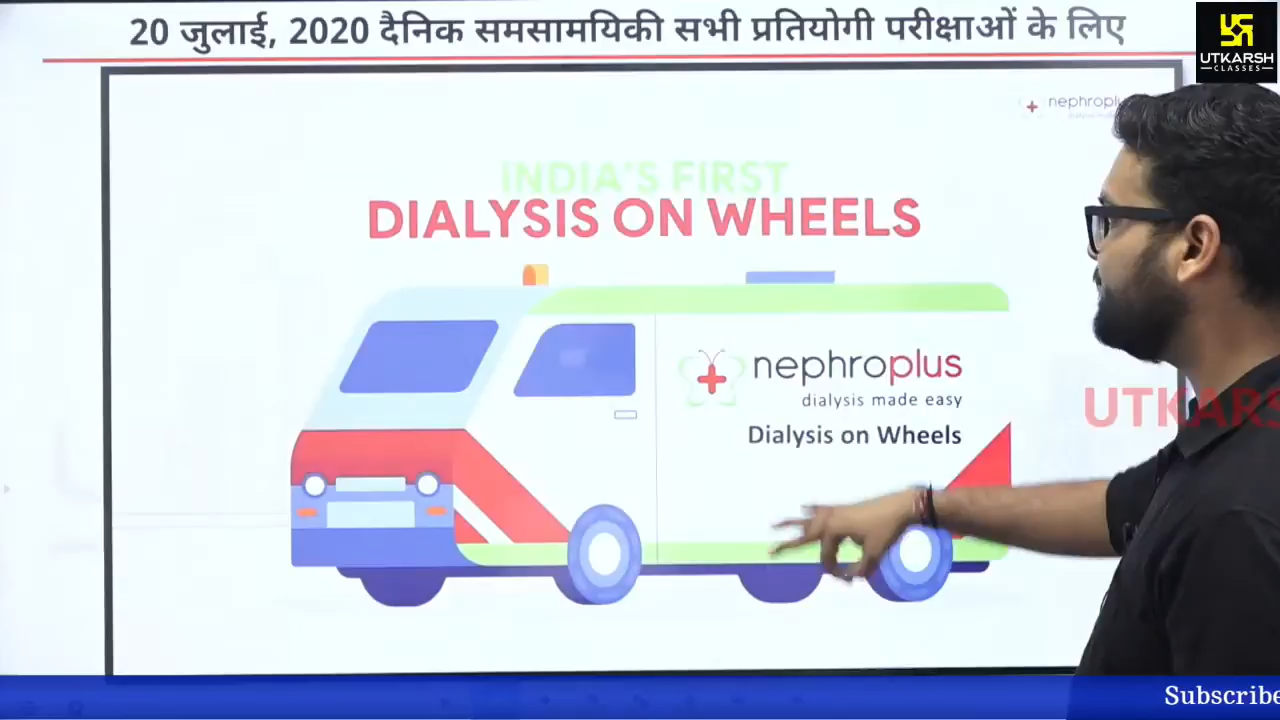 20 जुलाई, 2020 दैनिक समसामयिकी सभी प्रतियोगी परीक्षाओं के लिए
UTKARSH
CLASSES
INDIA'S FIRST
DIALYSIS ON WHEELS
nephroplus
dialysis made easy
Dialysis on Wheels